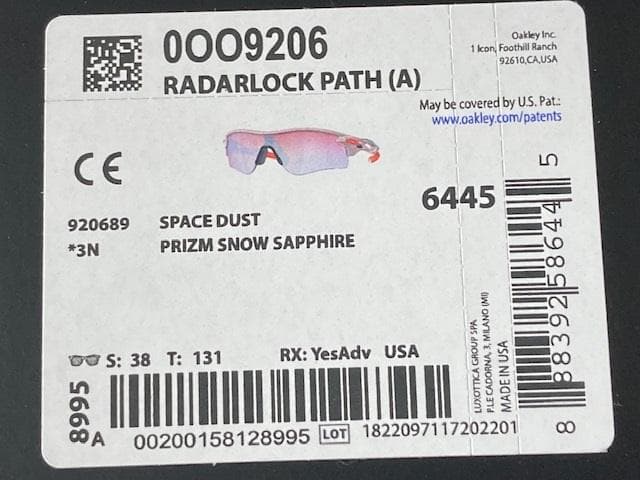 0OO9206
RADARLOCK PATH (A)
Oakley Inc.
1 Icon, Foothill Ranch
92610,CA,USA
May be covered by U.S. Pat.:
www.oakley.com/patents
CE
6445
920689 SPACE DUST
*3N PRIZM SNOW SAPPHIRE
S: 38 T: 131 RX: YesAdv USA
8995
A
00200158128995 LOT 1822097117202201
LUXOTTICA GROUP SPA
P.LE CADORNA, 3, MILANO (MI)
MADE IN USA
8 88392 58644 5